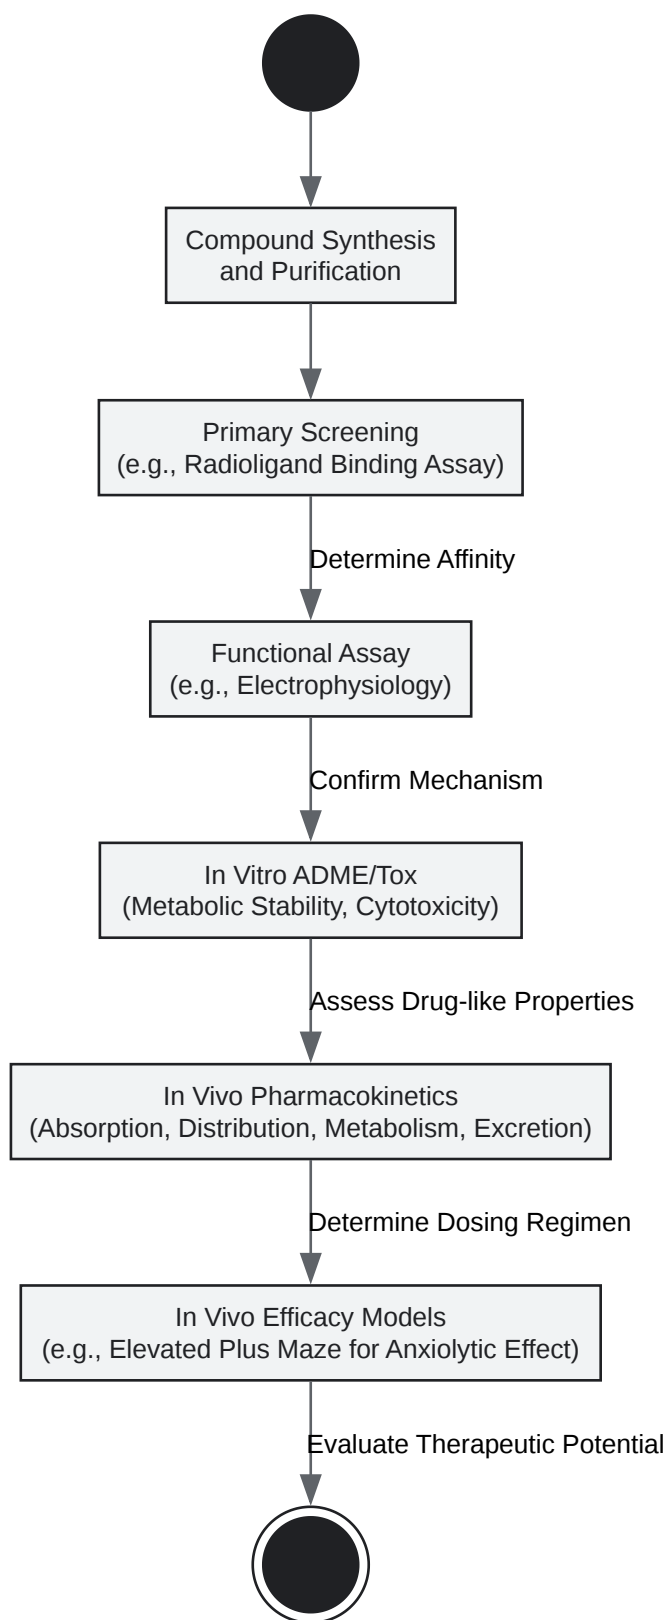 Compound Synthesis
and Purification
Primary Screening
(e.g., Radioligand Binding Assay)
Determine Affinity
Functional Assay
(e.g., Electrophysiology)
Confirm Mechanism
In Vitro ADME/Tox
(Metabolic Stability, Cytotoxicity)
Assess Drug-like Properties
In Vivo Pharmacokinetics
(Absorption, Distribution, Metabolism, Excretion)
Determine Dosing Regimen
In Vivo Efficacy Models
(e.g., Elevated Plus Maze for Anxiolytic Effect)
Evaluate Therapeutic Potential